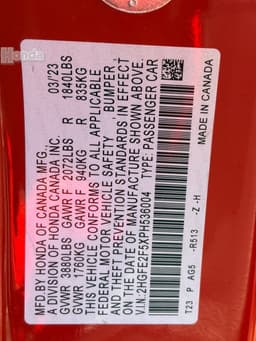 Honda
MFD. BY HONDA OF CANADA MFG. 03/23
A DIVISION OF HONDA CANADA INC.
GVWR 3880LBS GAWR F 2072LBS R 1840LBS
GVWR 1760KG GAWR F 940KG R 835KG
THIS VEHICLE CONFORMS TO ALL APPLICABLE
FEDERAL MOTOR VEHICLE SAFETY BUMPER,
AND THEFT PREVENTION STANDARDS IN EFFECT
ON THE DATE OF MANUFACTURE SHOWN ABOVE.
V.I.N. 2HGFE2F5XPH536004 TYPE: PASSENGER CAR
MADE IN CANADA
T23 P AG5 -R513 -Z-H